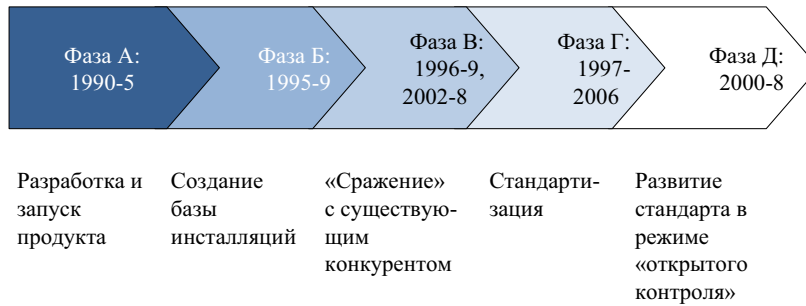 Фаза А:
1990-5
Фаза Б:
1995-9
Фаза В:
1996-9,
2002-8
Фаза Г:
1997-
2006
Фаза Д:
2000-8
Разработка и
запуск
продукта
Создание
базы
инсталляций
«Сражение»
с существую-
щим
конкурентом
Стандарти-
зация
Развитие
стандарта в
режиме
«открытого
контроля»